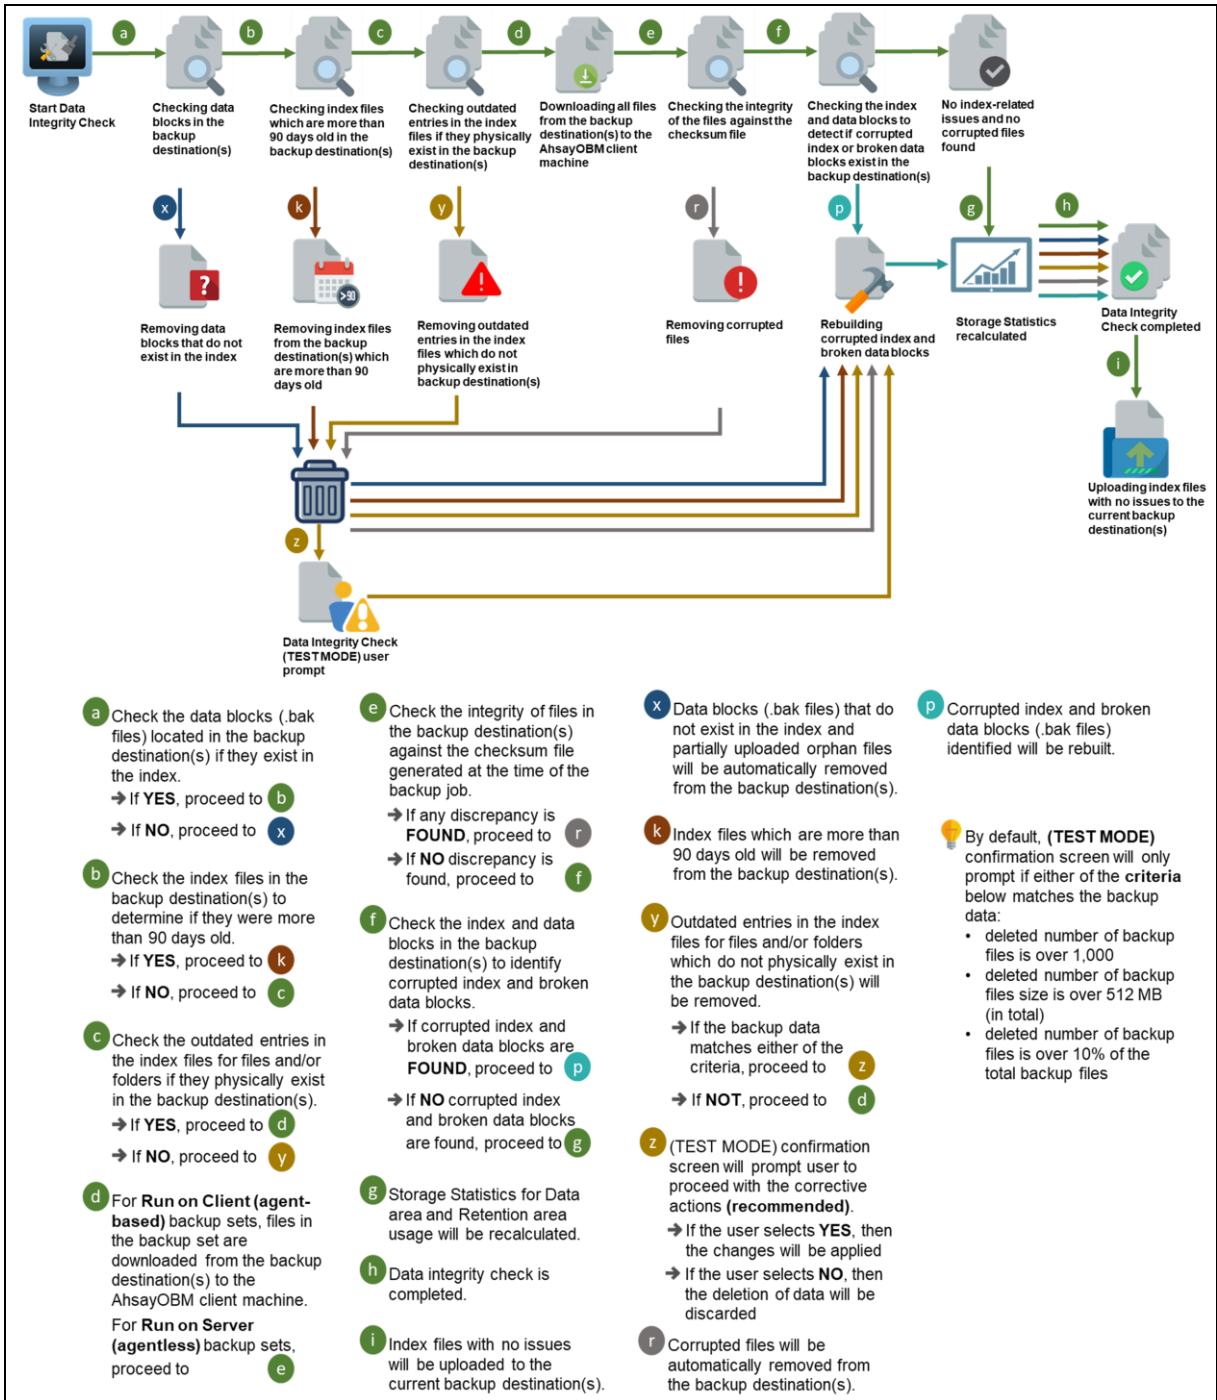 a
b
c
d
e
f
Start Data
Integrity Check
Checking data
blocks in the
backup
destination(s)
Checking index files
which are more than
90 days old in the
backup destination(s)
Checking outdated
entries in the index
files if they physically
exist in the backup
destination(s)
Downloading all files
from the backup
destination(s) to the
AhsayOBM client
machine
Checking the integrity
of the files against the
checksum file
Checking the index
and data blocks to
detect if corrupted
index or broken data
blocks exist in the
backup destination(s)
No index-related
issues and no
corrupted files
found
x
k
y
r
p
g
h
?
>90
!
!
Removing data
blocks that do not
exist in the index
Removing index files
from the backup
destination(s) which
are more than 90
days old
Removing outdated
entries in the index
files which do not
physically exist in
backup destination(s)
Removing corrupted
files
Rebuilding
corrupted index and
broken data blocks
Storage Statistics
recalculated
Data Integrity
Check completed
i
Uploading index files
with no issues to the
current backup
destination(s)
z
!
Data Integrity Check
(TEST MODE) user
prompt
a
Check the data blocks (.bak
files) located in the backup
destination(s) if they exist in
the index.
➔ If YES, proceed to b
➔ If NO, proceed to x
b
Check the index files in the
backup destination(s) to
determine if they were more
than 90 days old.
➔ If YES, proceed to k
➔ If NO, proceed to c
c
Check the outdated entries in
the index files for files and/or
folders if they physically exist
in the backup destination(s).
➔ If YES, proceed to d
➔ If NO, proceed to y
d
For Run on Client (agent-
based) backup sets, files in
the backup set are
downloaded from the backup
destination(s) to the
AhsayOBM client machine.
For Run on Server
(agentless) backup sets,
proceed to e
e
Check the integrity of files in
the backup destination(s)
against the checksum file
generated at the time of the
backup job.
➔ If any discrepancy is
FOUND, proceed to r
➔ If NO discrepancy is
found, proceed to f
f
Check the index and data
blocks in the backup
destination(s) to identify
corrupted index and broken
data blocks.
➔ If corrupted index and
broken data blocks are
FOUND, proceed to p
➔ If NO corrupted index
and broken data blocks
are found, proceed to g
g
Storage Statistics for Data
area and Retention area
usage will be recalculated.
h
Data integrity check is
completed.
i
Index files with no issues
will be uploaded to the
current backup destination(s).
x
Data blocks (.bak files) that do
not exist in the index and
partially uploaded orphan files
will be automatically removed
from the backup destination(s).
k
Index files which are more than
90 days old will be removed
from the backup destination(s).
y
Outdated entries in the index
files for files and/or folders
which do not physically exist in
the backup destination(s) will
be removed.
➔ If the backup data
matches either of the
criteria, proceed to z
➔ If NOT, proceed to d
z
(TEST MODE) confirmation
screen will prompt user to
proceed with the corrective
actions (recommended).
➔ If the user selects YES, then
the changes will be applied
➔ If the user selects NO, then
the deletion of data will be
discarded
r
Corrupted files will be
automatically removed from
the backup destination(s).
p
Corrupted index and broken
data blocks (.bak files)
identified will be rebuilt.
By default, (TEST MODE)
confirmation screen will only
prompt if either of the criteria
below matches the backup
data:
• deleted number of backup
files is over 1,000
• deleted number of backup
files size is over 512 MB
(in total)
• deleted number of backup
files is over 10% of the
total backup files